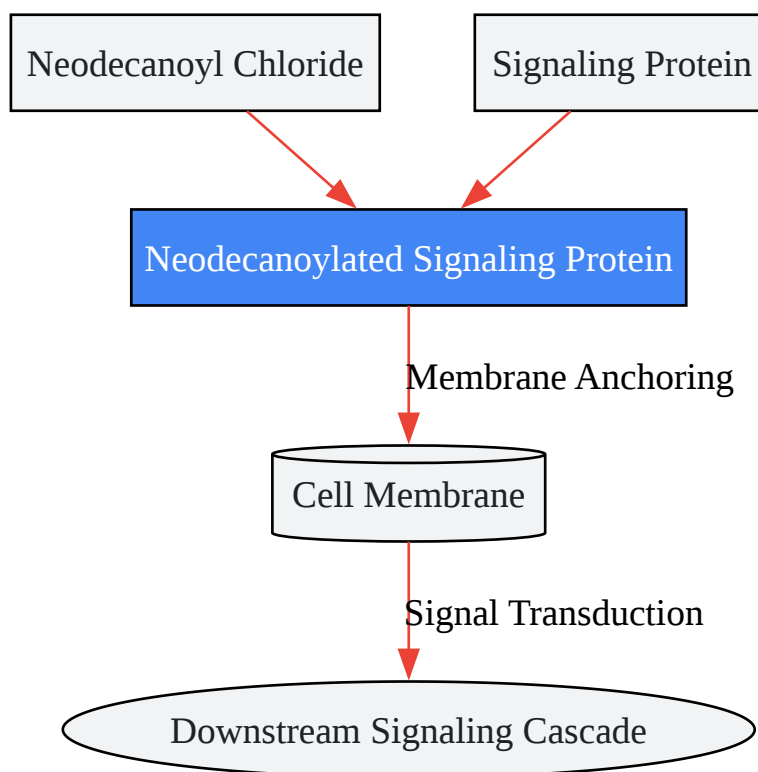 Neodecanoyl Chloride
Signaling Protein
Neodecanoylated Signaling Protein
Membrane Anchoring
Cell Membrane
Signal Transduction
Downstream Signaling Cascade